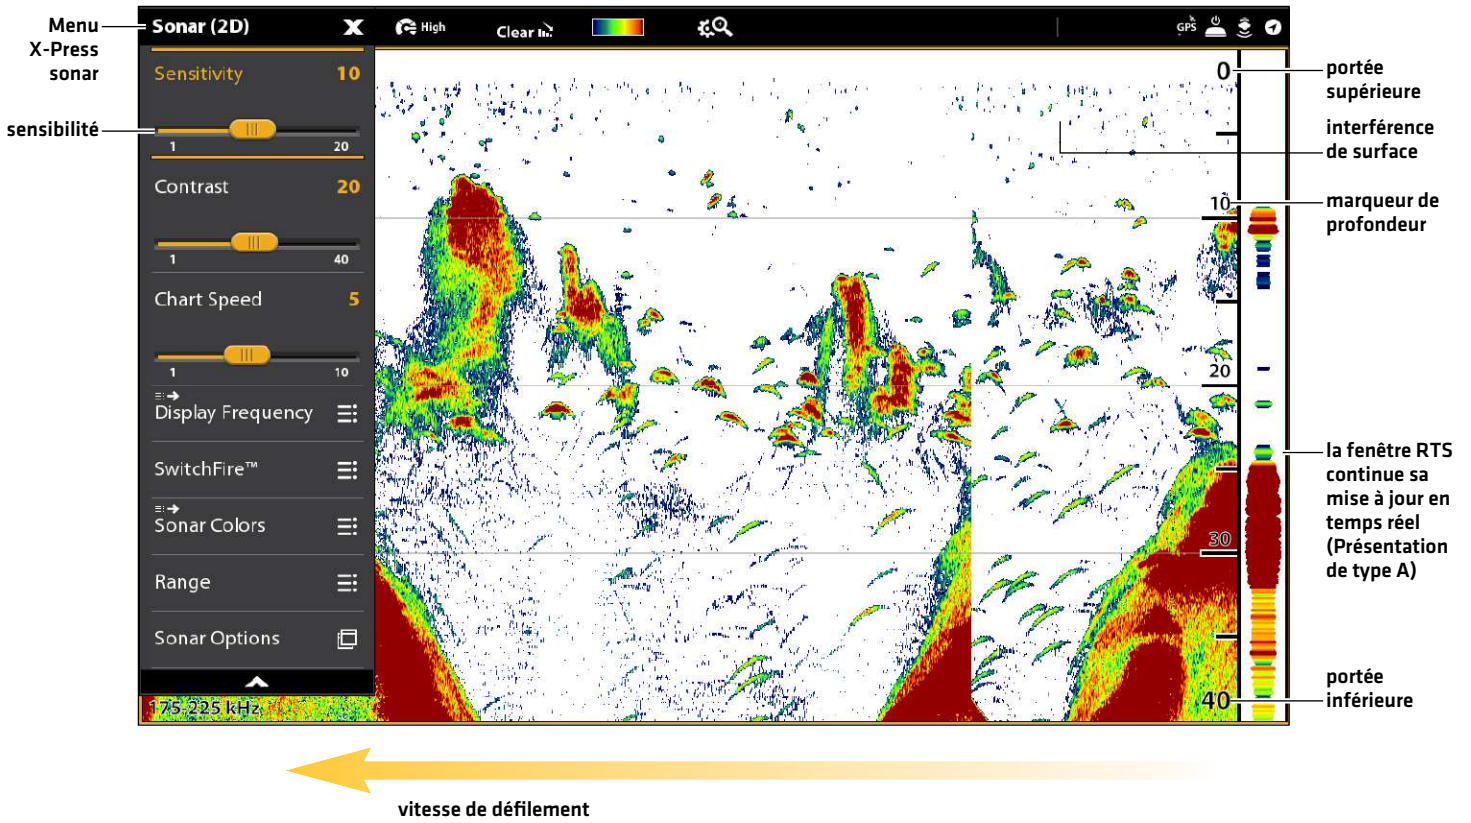 Menu
X-Press
sonar
Sonar (2D)
X
High
Clear
GPS
Sensitivity 10
sensibilité
1 20
Contrast 20
1 40
Chart Speed 5
1 10
Display Frequency
SwitchFire™
Sonar Colors
Range
Sonar Options
175-225 kHz
0
10
20
30
40
portée
supérieure
interférence
de surface
marqueur de
profondeur
la fenêtre RTS
continue sa
mise à jour en
temps réel
(Présentation
de type A)
portée
inférieure
vitesse de défilement